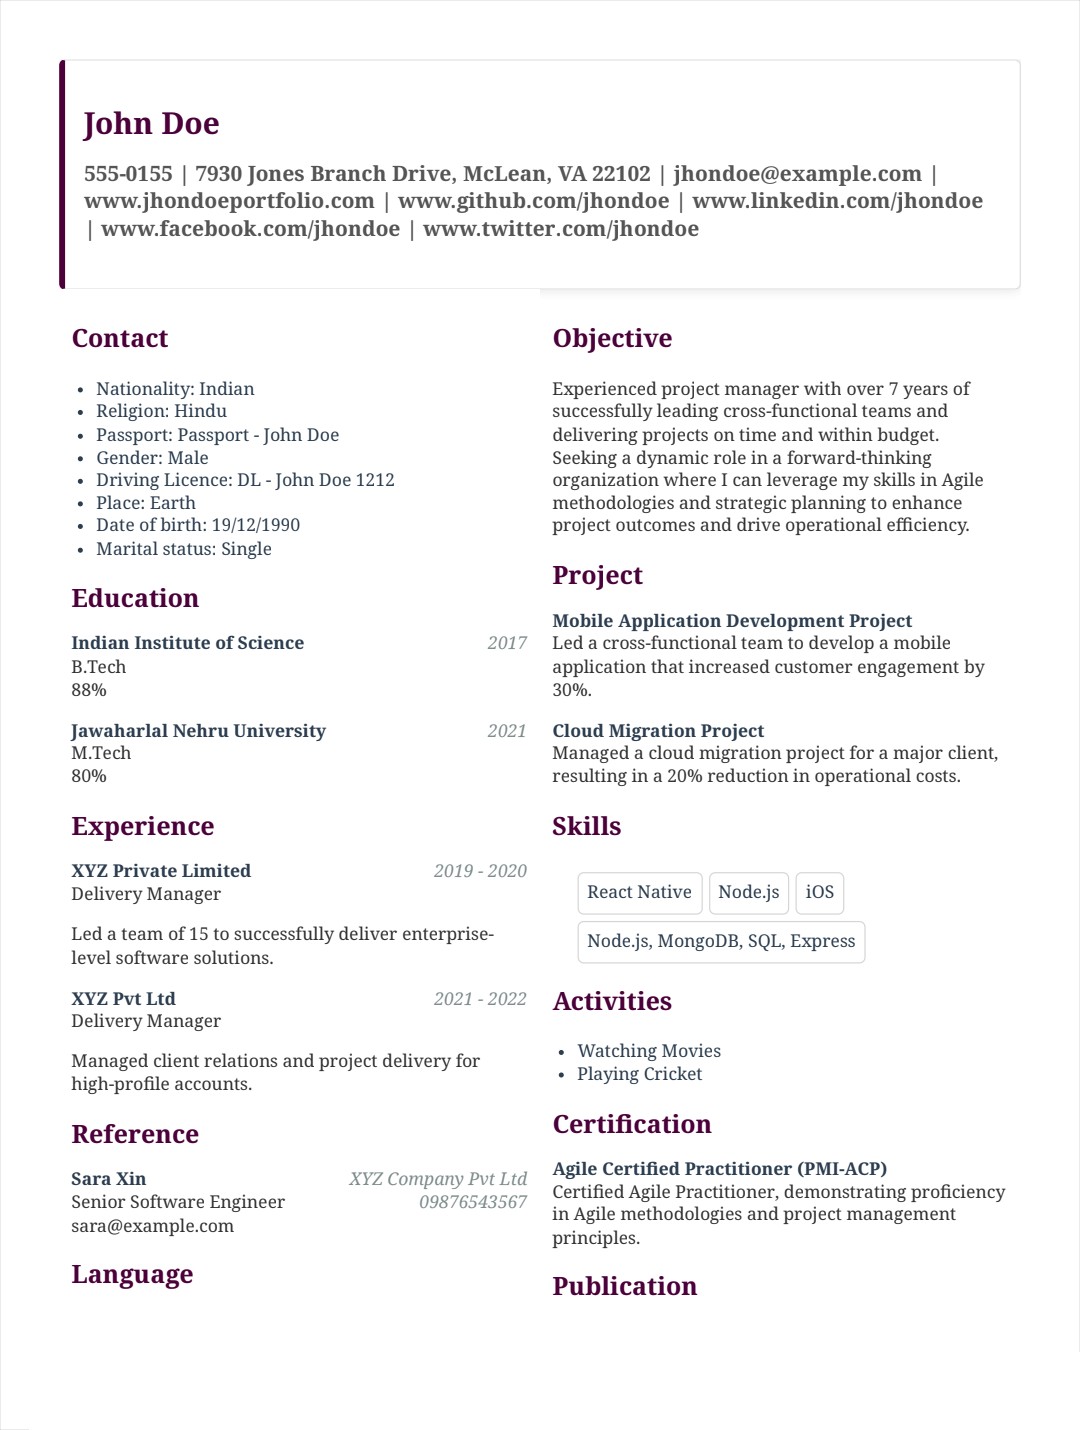 John Doe
555-0155 | 7930 Jones Branch Drive, McLean, VA 22102 | jhondoe@example.com |
www.jhondoeportfolio.com | www.github.com/jhondoe | www.linkedin.com/jhondoe
| www.facebook.com/jhondoe | www.twitter.com/jhondoe
Contact
• Nationality: Indian
• Religion: Hindu
• Passport: Passport - John Doe
• Gender: Male
• Driving Licence: DL - John Doe 1212
• Place: Earth
• Date of birth: 19/12/1990
• Marital status: Single
Education
Indian Institute of Science 2017
B.Tech
88%
Jawaharlal Nehru University 2021
M.Tech
80%
Experience
XYZ Private Limited 2019 - 2020
Delivery Manager
Led a team of 15 to successfully deliver enterprise-
level software solutions.
XYZ Pvt Ltd 2021 - 2022
Delivery Manager
Managed client relations and project delivery for
high-profile accounts.
Reference
Sara Xin XYZ Company Pvt Ltd
Senior Software Engineer 09876543567
sara@example.com
Language
Objective
Experienced project manager with over 7 years of
successfully leading cross-functional teams and
delivering projects on time and within budget.
Seeking a dynamic role in a forward-thinking
organization where I can leverage my skills in Agile
methodologies and strategic planning to enhance
project outcomes and drive operational efficiency.
Project
Mobile Application Development Project
Led a cross-functional team to develop a mobile
application that increased customer engagement by
30%.
Cloud Migration Project
Managed a cloud migration project for a major client,
resulting in a 20% reduction in operational costs.
Skills
React Native Node.js iOS
Node.js, MongoDB, SQL, Express
Activities
• Watching Movies
• Playing Cricket
Certification
Agile Certified Practitioner (PMI-ACP)
Certified Agile Practitioner, demonstrating proficiency
in Agile methodologies and project management
principles.
Publication